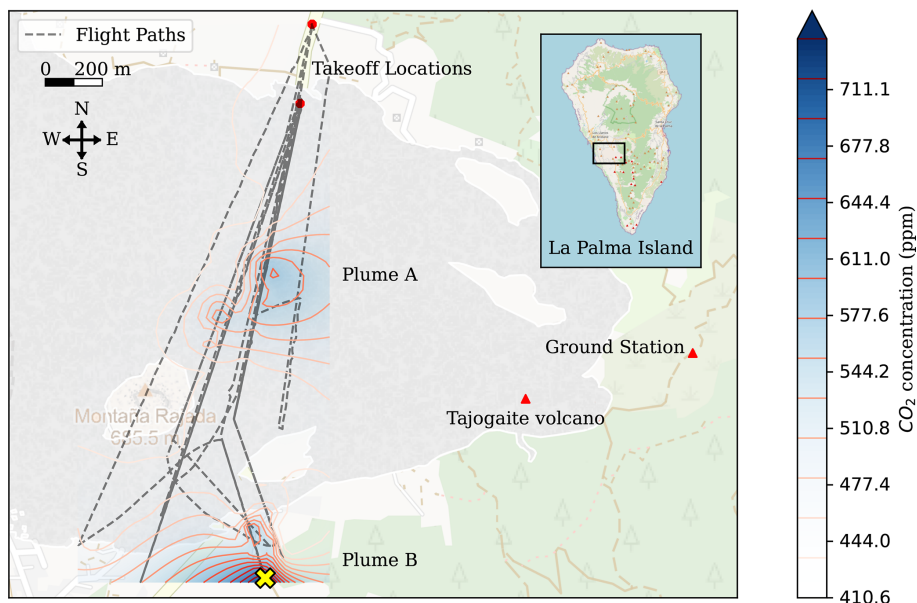 Flight Paths
0 200 m
N
W E
S
Takeoff Locations
La Palma Island
Plume A
Ground Station
Tajogaite volcano
Montaña Rajada
Plume B
711.1
677.8
644.4
611.0
577.6
544.2
510.8
477.4
444.0
410.6
CO₂ concentration (ppm)